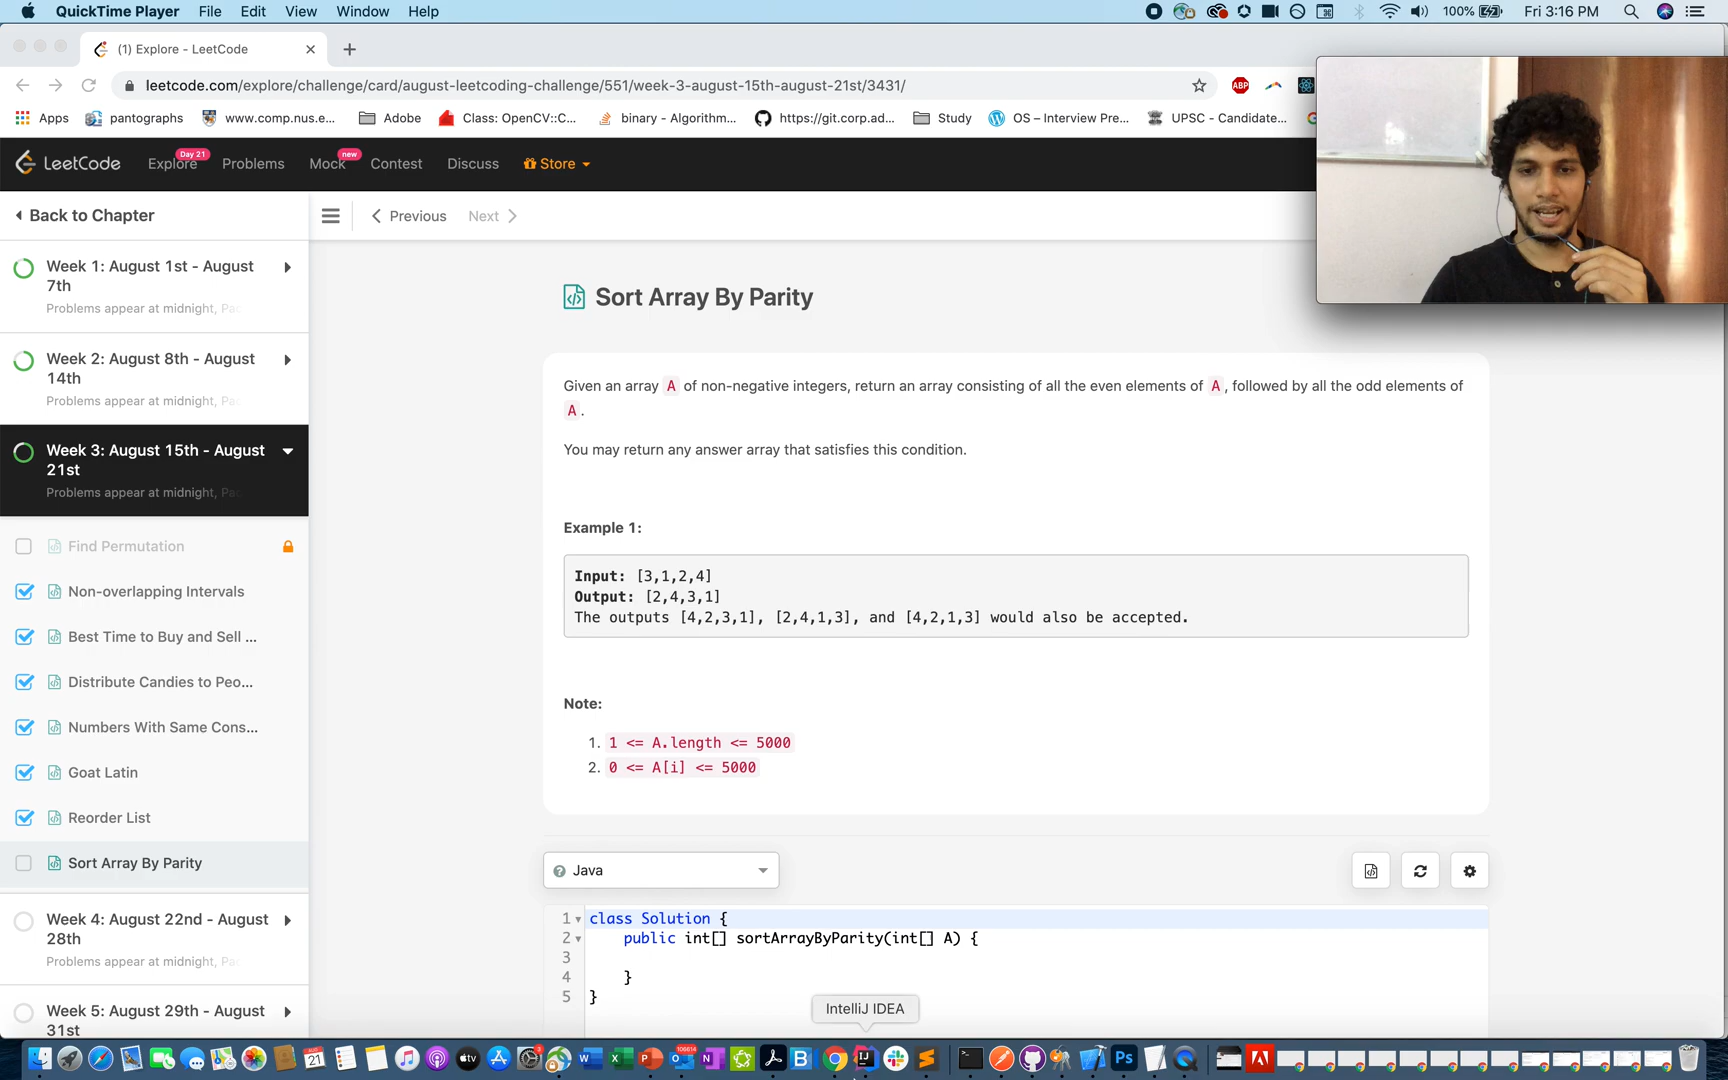 QuickTime Player File Edit View Window Help 100% Fri 3:16 PM
(1) Explore - LeetCode
leetcode.com/explore/challenge/card/august-leetcoding-challenge/551/week-3-august-15th-august-21st/3431/ ABP
Apps pantographs www.comp.nus.e... Adobe Class: OpenCV::C... binary - Algorithm... https://git.corp.ad... Study OS – Interview Pre... UPSC - Candidate...
LeetCode Explore Day 21 Problems Mock new Contest Discuss Store
Back to Chapter
Previous Next
Week 1: August 1st - August
7th
Problems appear at midnight, Pa
Week 2: August 8th - August
14th
Problems appear at midnight, Pa
Week 3: August 15th - August
21st
Problems appear at midnight, Pa
Find Permutation
Non-overlapping Intervals
Best Time to Buy and Sell ...
Distribute Candies to Peo...
Numbers With Same Cons...
Goat Latin
Reorder List
Sort Array By Parity
Week 4: August 22nd - August
28th
Problems appear at midnight, Pa
Week 5: August 29th - August
31st
Sort Array By Parity
Given an array A of non-negative integers, return an array consisting of all the even elements of A, followed by all the odd elements of
A.
You may return any answer array that satisfies this condition.
Example 1:
Input: [3,1,2,4]
Output: [2,4,3,1]
The outputs [4,2,3,1], [2,4,1,3], and [4,2,1,3] would also be accepted.
Note:
1. 1 <= A.length <= 5000
2. 0 <= A[i] <= 5000
Java
1 class Solution {
2 public int[] sortArrayByParity(int[] A) {
3
4 }
5 }
IntelliJ IDEA